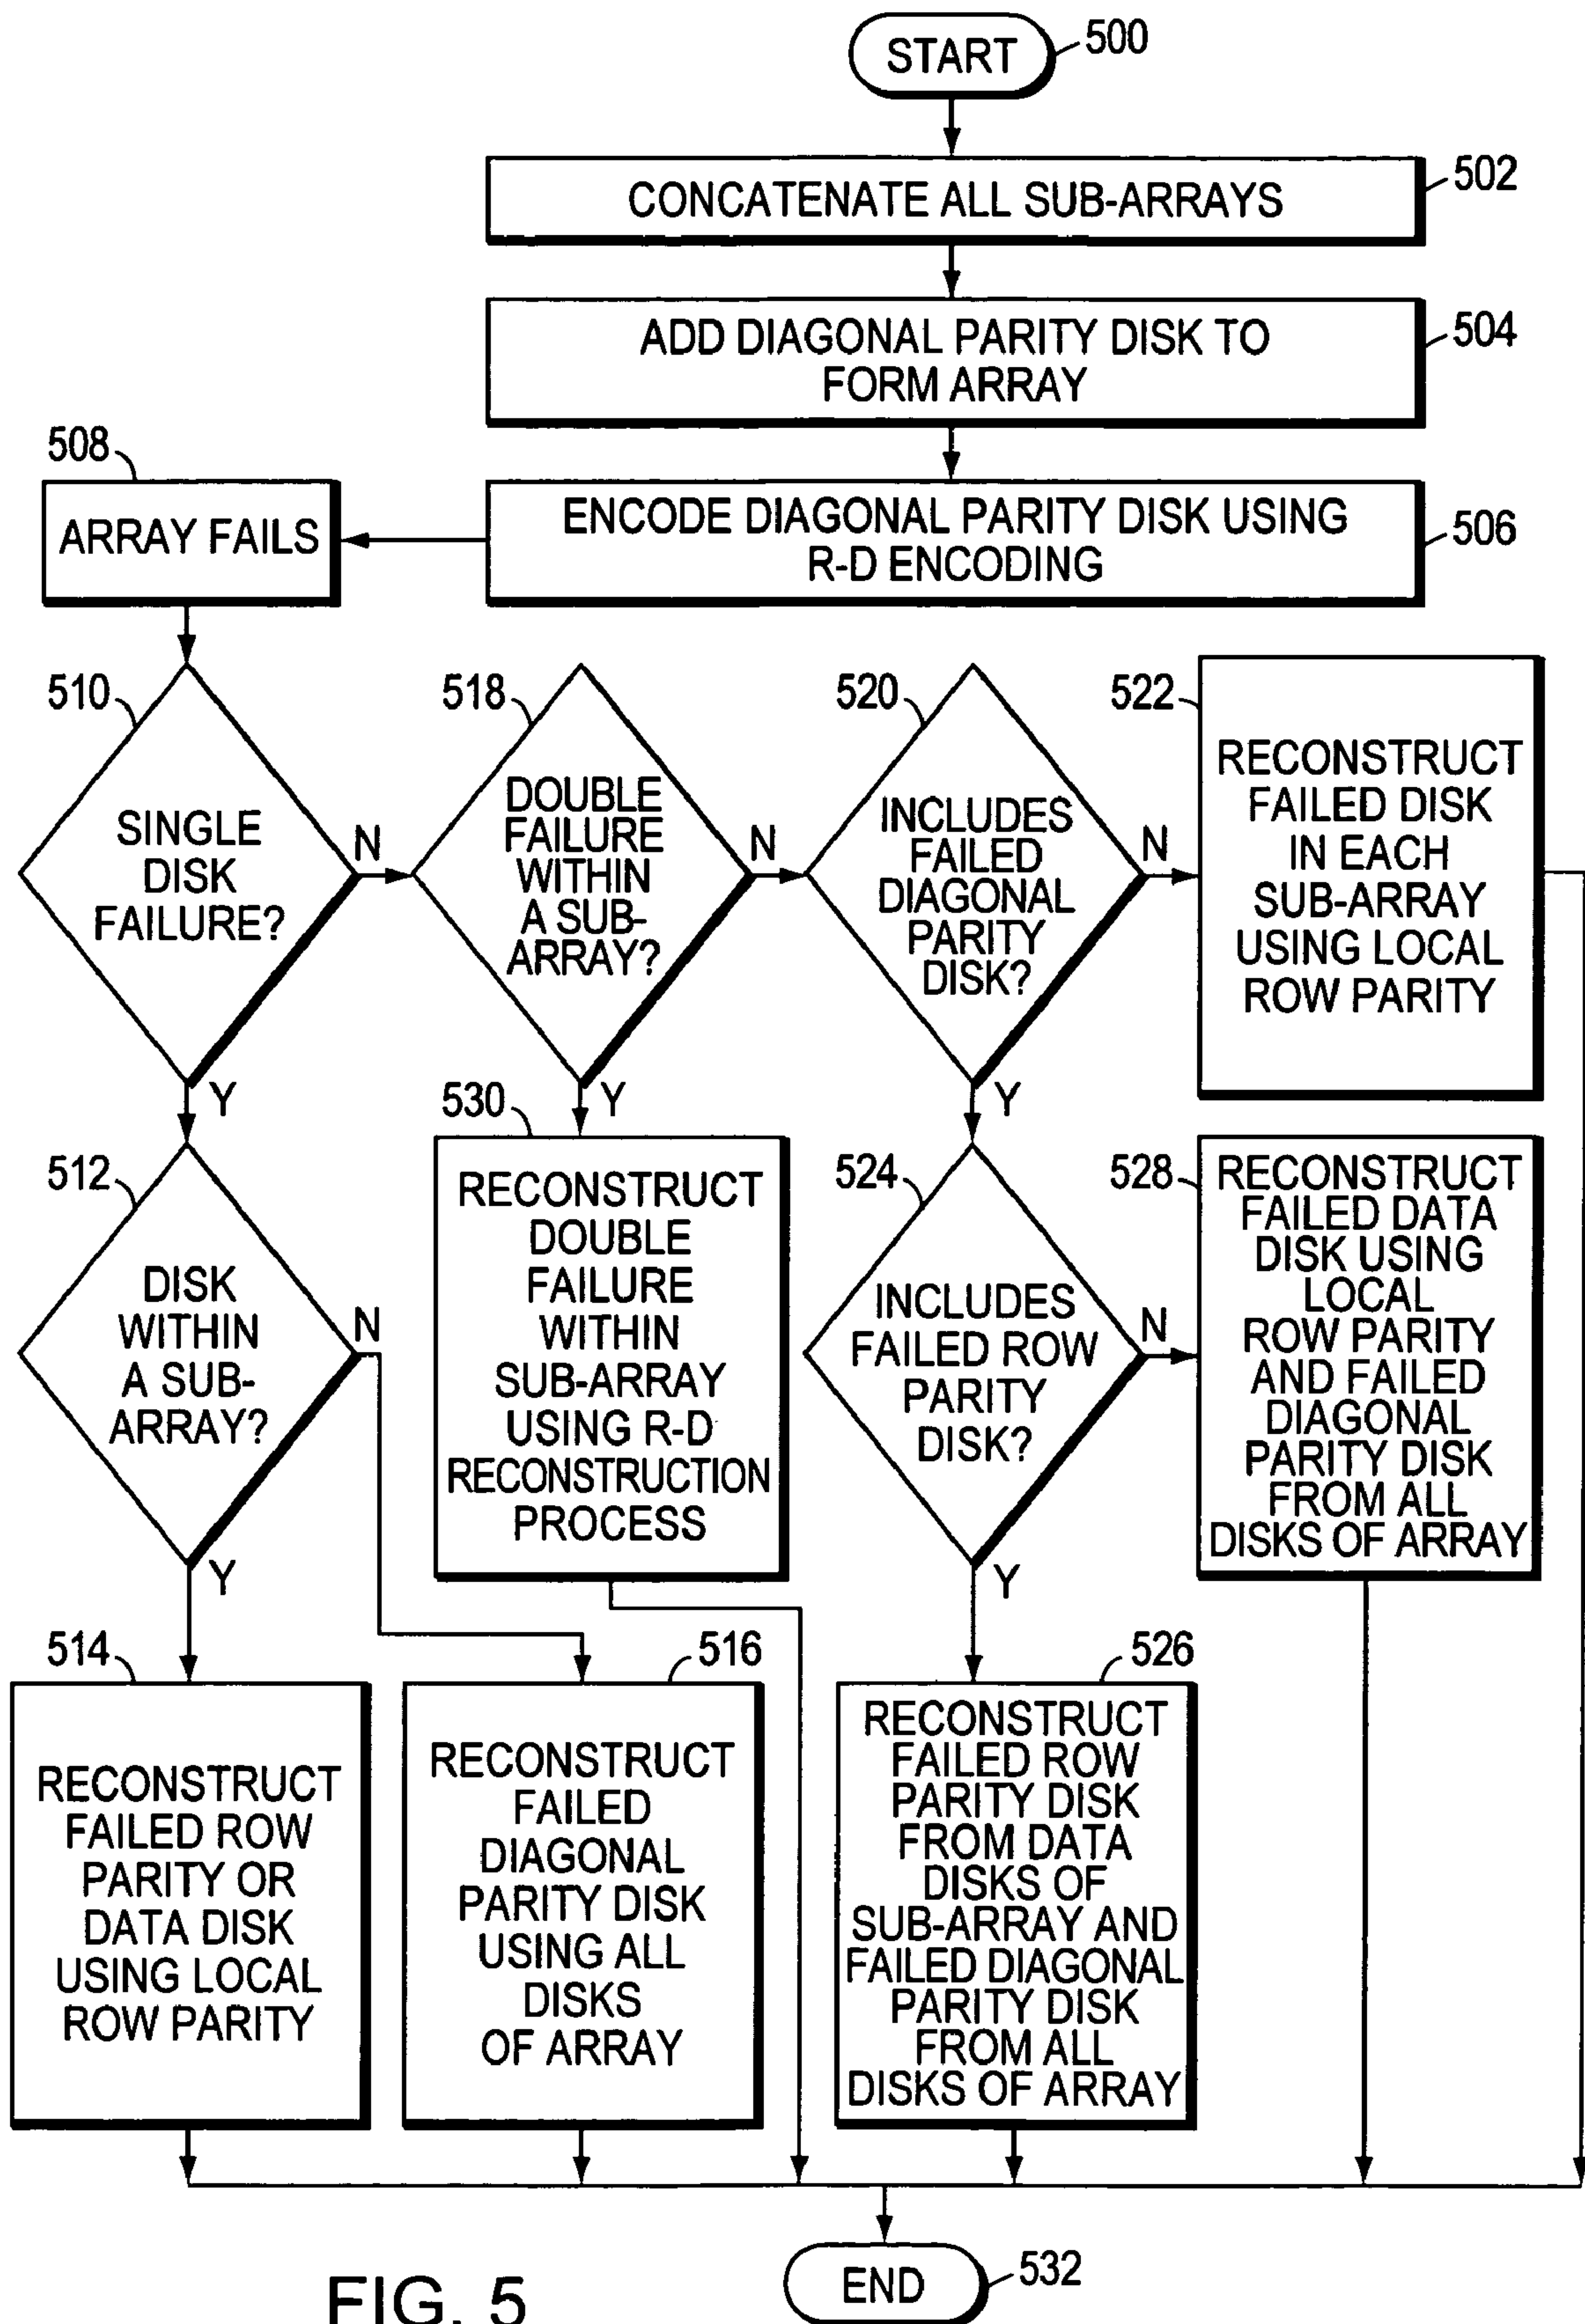 START
500
CONCATENATE ALL SUB-ARRAYS
502
ADD DIAGONAL PARITY DISK TO
FORM ARRAY
504
ENCODE DIAGONAL PARITY DISK USING
R-D ENCODING
506
508
ARRAY FAILS
510
SINGLE
DISK
FAILURE?
N
Y
518
DOUBLE
FAILURE
WITHIN
A SUB-
ARRAY?
N
Y
520
INCLUDES
FAILED
DIAGONAL
PARITY
DISK?
N
Y
522
RECONSTRUCT
FAILED DISK
IN EACH
SUB-ARRAY
USING LOCAL
ROW PARITY
512
DISK
WITHIN
A SUB-
ARRAY?
N
Y
530
RECONSTRUCT
DOUBLE
FAILURE
WITHIN
SUB-ARRAY
USING R-D
RECONSTRUCTION
PROCESS
524
INCLUDES
FAILED ROW
PARITY
DISK?
N
Y
528
RECONSTRUCT
FAILED DATA
DISK USING
LOCAL
ROW PARITY
AND FAILED
DIAGONAL
PARITY DISK
FROM ALL
DISKS OF ARRAY
514
RECONSTRUCT
FAILED ROW
PARITY OR
DATA DISK
USING LOCAL
ROW PARITY
516
RECONSTRUCT
FAILED
DIAGONAL
PARITY DISK
USING ALL
DISKS
OF ARRAY
526
RECONSTRUCT
FAILED ROW
PARITY DISK
FROM DATA
DISKS OF
SUB-ARRAY AND
FAILED DIAGONAL
PARITY DISK
FROM ALL
DISKS OF ARRAY
END
532
FIG. 5